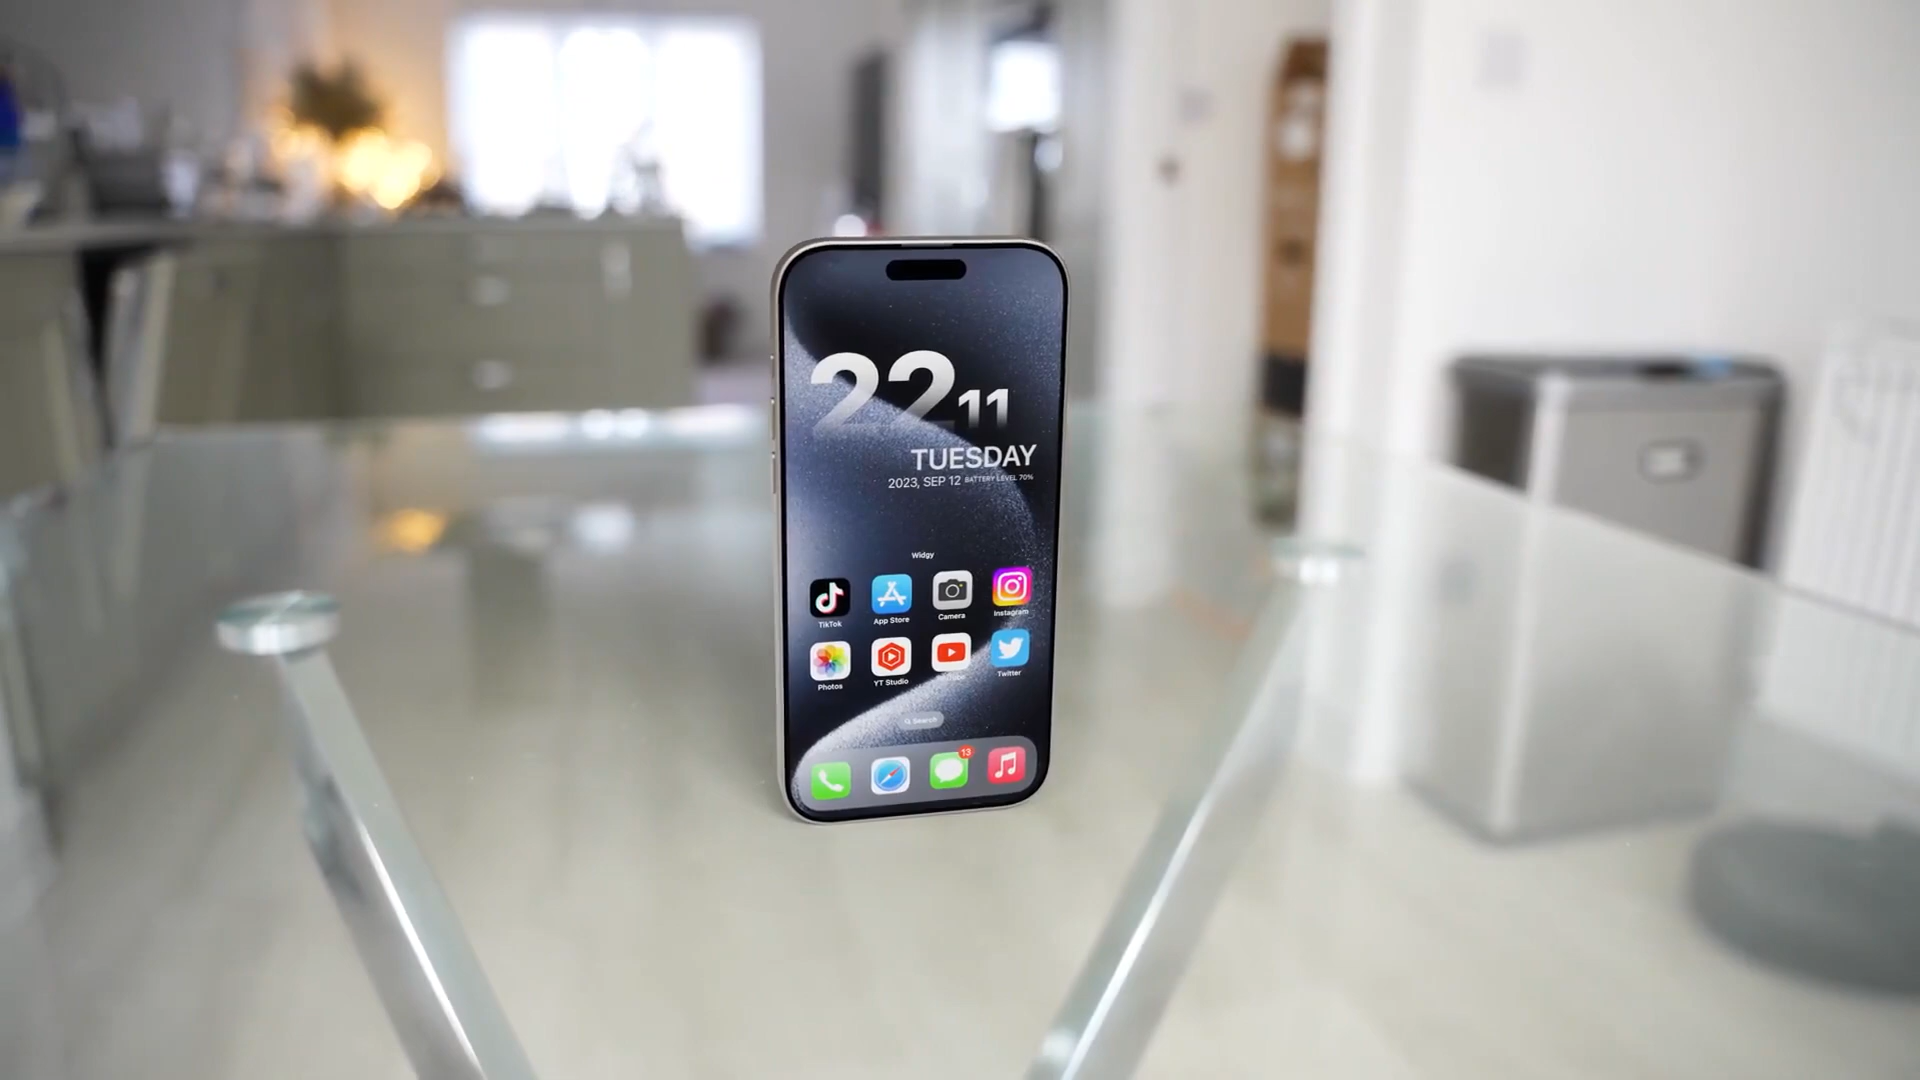 22 11
TUESDAY
2023, SEP 12 BATTERY LEVEL 70%
Widgy
TikTok App Store Camera Instagram
Photos YT Studio YouTube Twitter
Search
13